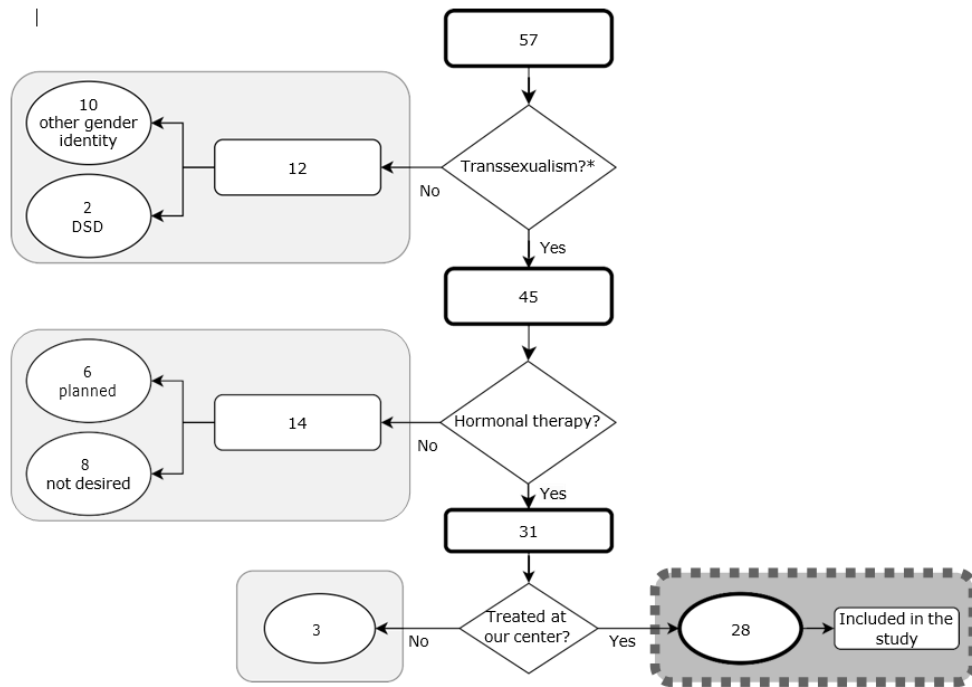 57
10
other gender
identity
12
Transsexualism?*
No
2
DSD
Yes
45
6
planned
14
Hormonal therapy?
No
8
not desired
Yes
31
3
No
Treated at
our center?
Yes
28
Included in the
study